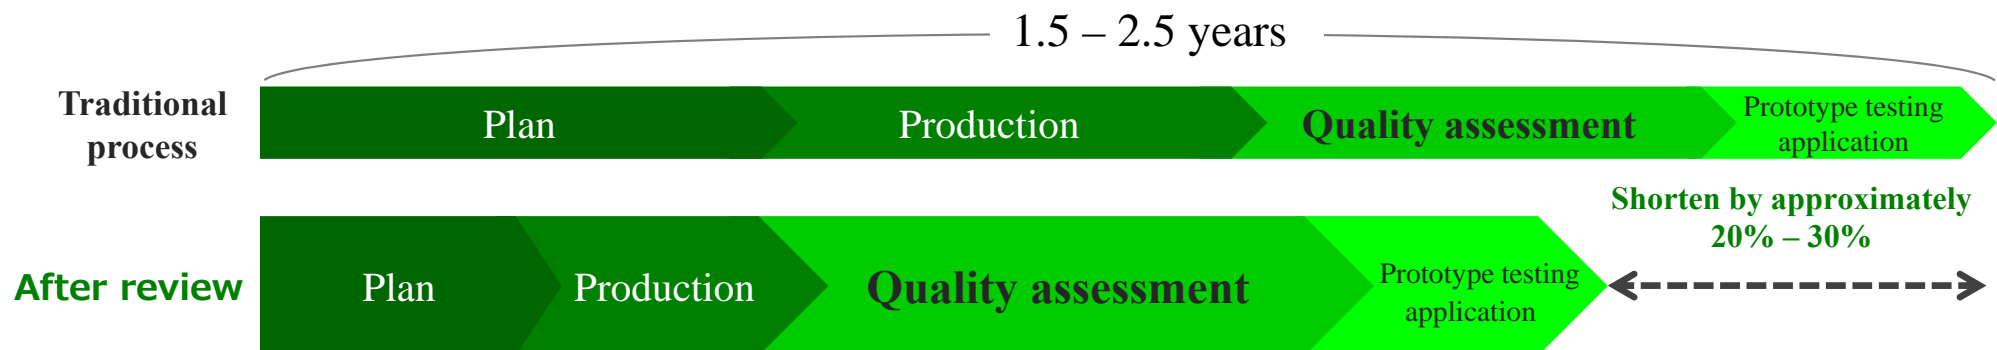 1.5 – 2.5 years
Traditional
process
Plan
Production
Quality assessment
Prototype testing
application
Shorten by approximately
20% – 30%
After review
Plan
Production
Quality assessment
Prototype testing
application